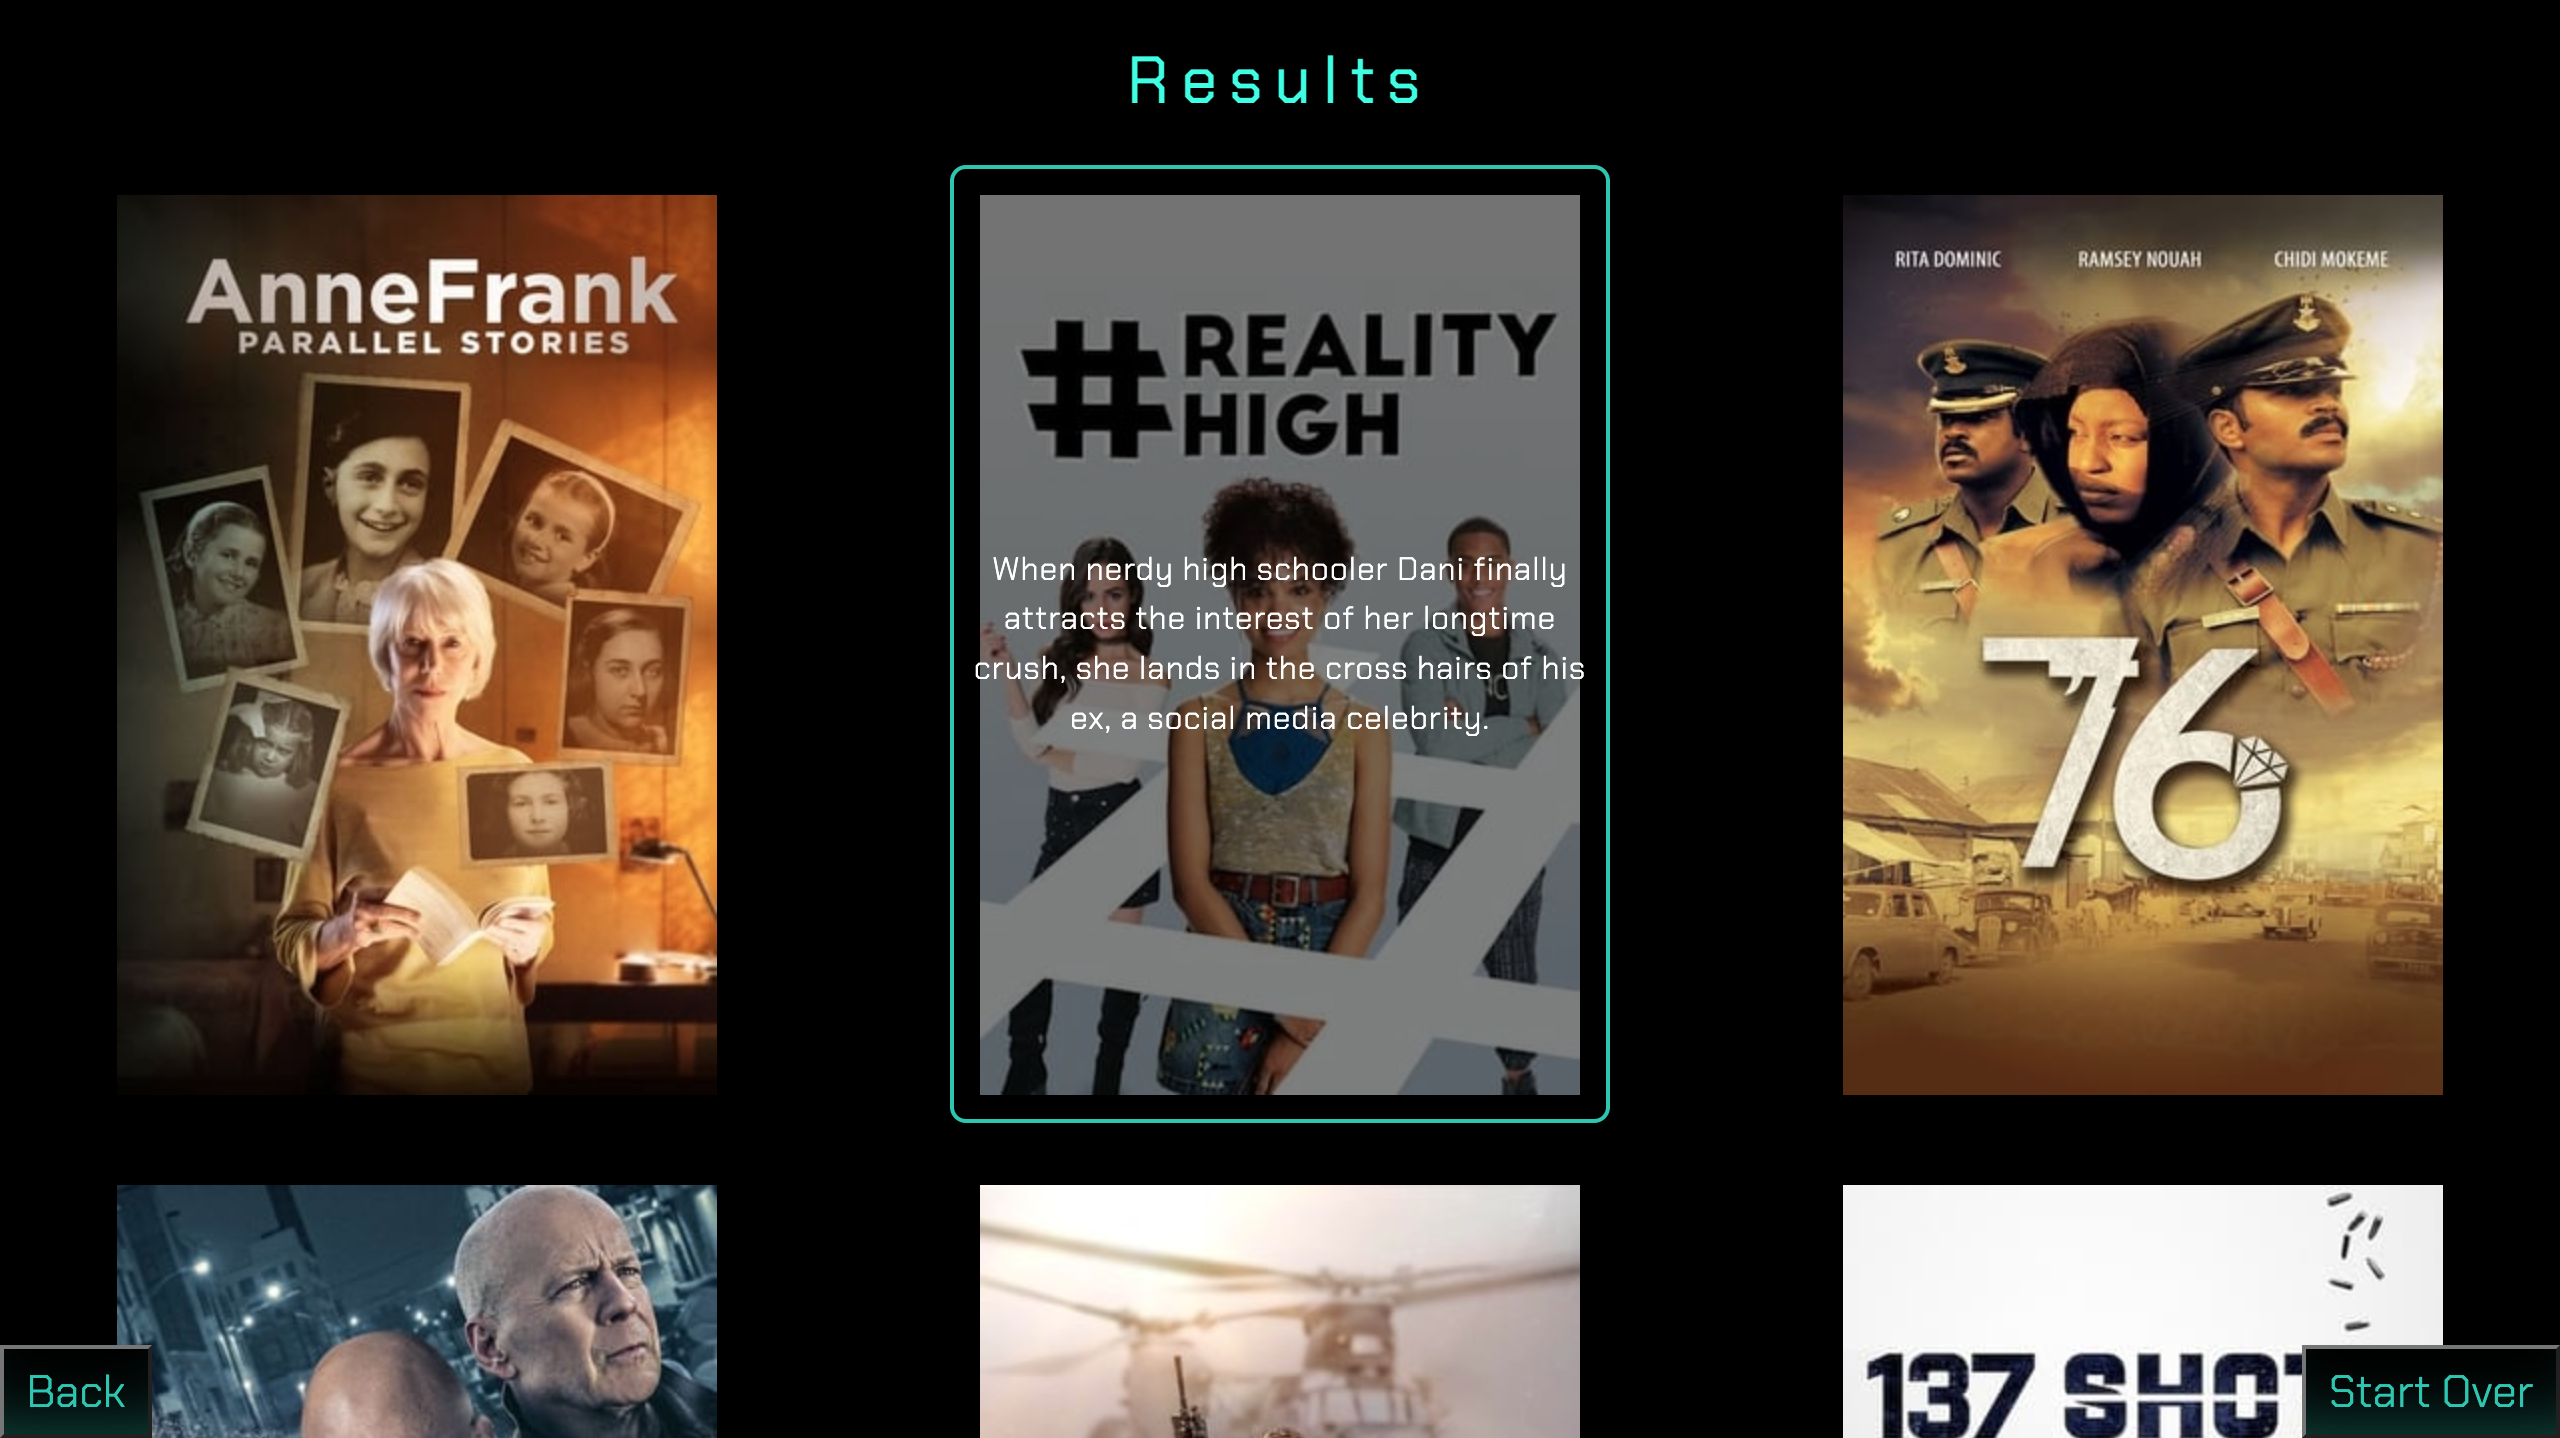 Results
AnneFrank
PARALLEL STORIES
#REALITY
HIGH
When nerdy high schooler Dani finally
attracts the interest of her longtime
crush, she lands in the cross hairs of his
ex, a social media celebrity.
RITA DOMINIC RAMSEY NOUAH CHIDI MOKEME
76
137 SHOT
Back
Start Over